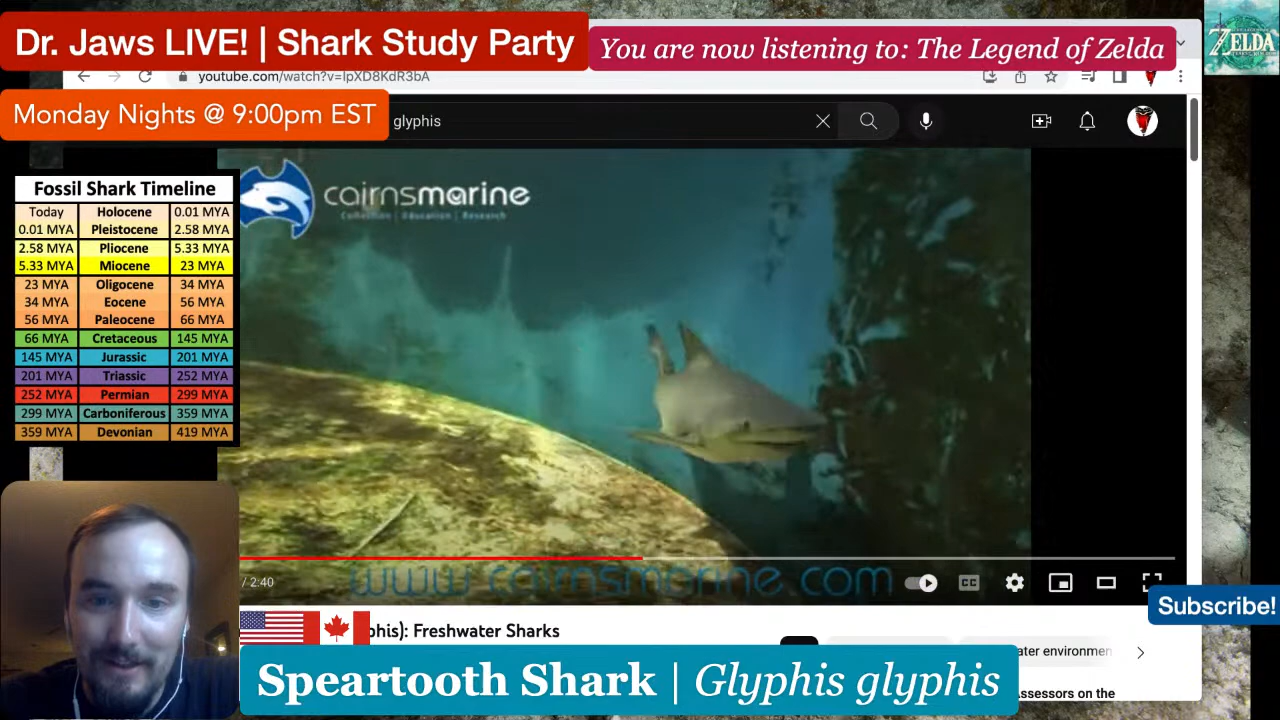 Dr. Jaws LIVE! | Shark Study Party
You are now listening to: The Legend of Zelda
ZELDA
youtube.com/watch?v=IpXD8KdR3bA
Monday Nights @ 9:00pm EST
glyphis
cairnsmarine
Collection | Education | Research
Fossil Shark Timeline
Today Holocene 0.01 MYA
0.01 MYA Pleistocene 2.58 MYA
2.58 MYA Pliocene 5.33 MYA
5.33 MYA Miocene 23 MYA
23 MYA Oligocene 34 MYA
34 MYA Eocene 56 MYA
56 MYA Paleocene 66 MYA
66 MYA Cretaceous 145 MYA
145 MYA Jurassic 201 MYA
201 MYA Triassic 252 MYA
252 MYA Permian 299 MYA
299 MYA Carboniferous 359 MYA
359 MYA Devonian 419 MYA
/ 2:40
CC
www.cairnsmarine.com
Subscribe!
phis): Freshwater Sharks
ater environmen
Speartooth Shark | Glyphis glyphis
Assessors on the